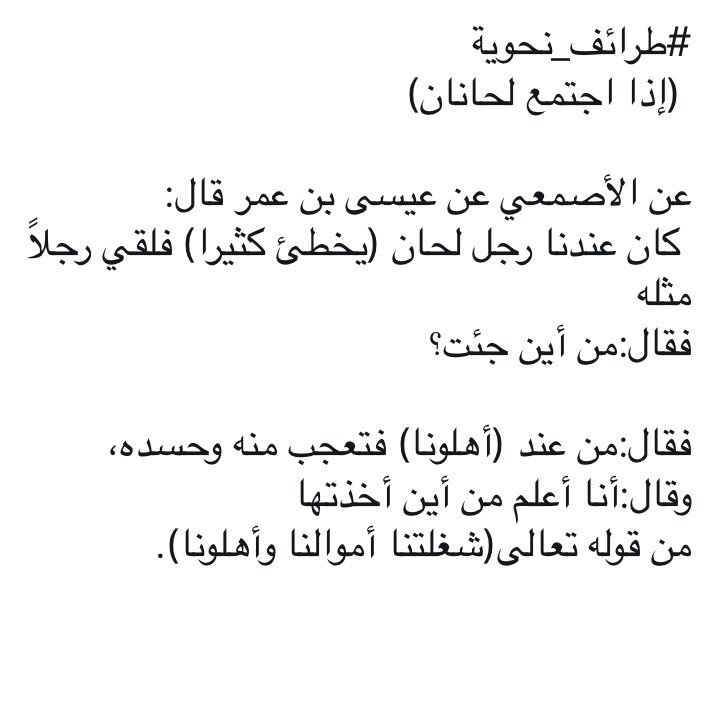 #طرائف_نحوية
(إذا اجتمع لحانان)
عن الأصمعي عن عيسى بن عمر قال:
كان عندنا رجل لحان (يخطئ كثيرا) فلقي رجلاً
مثله
فقال:من أين جئت؟
فقال:من عند (أهلونا) فتعجب منه وحسده،
وقال:أنا أعلم من أين أخذتها
من قوله تعالى(شغلتنا أموالنا وأهلونا).